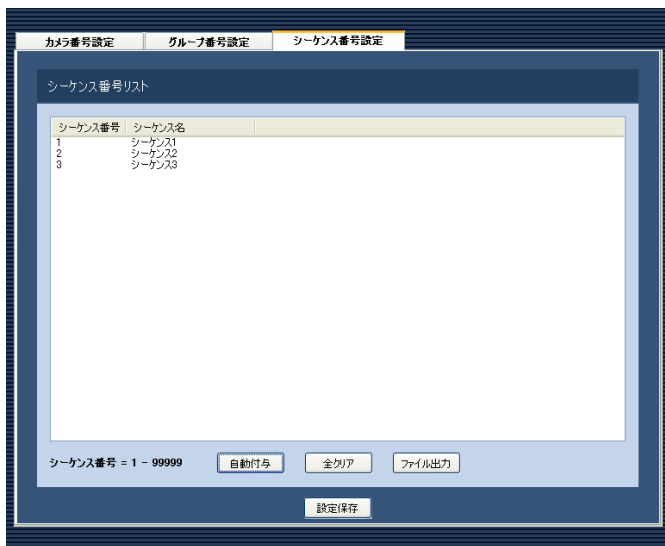 カメラ番号設定 グループ番号設定 シーケンス番号設定
シーケンス番号リスト
シーケンス番号 シーケンス名
1 シーケンス1
2 シーケンス2
3 シーケンス3
シーケンス番号 = 1 - 99999 自動付与 全クリア ファイル出力
設定保存